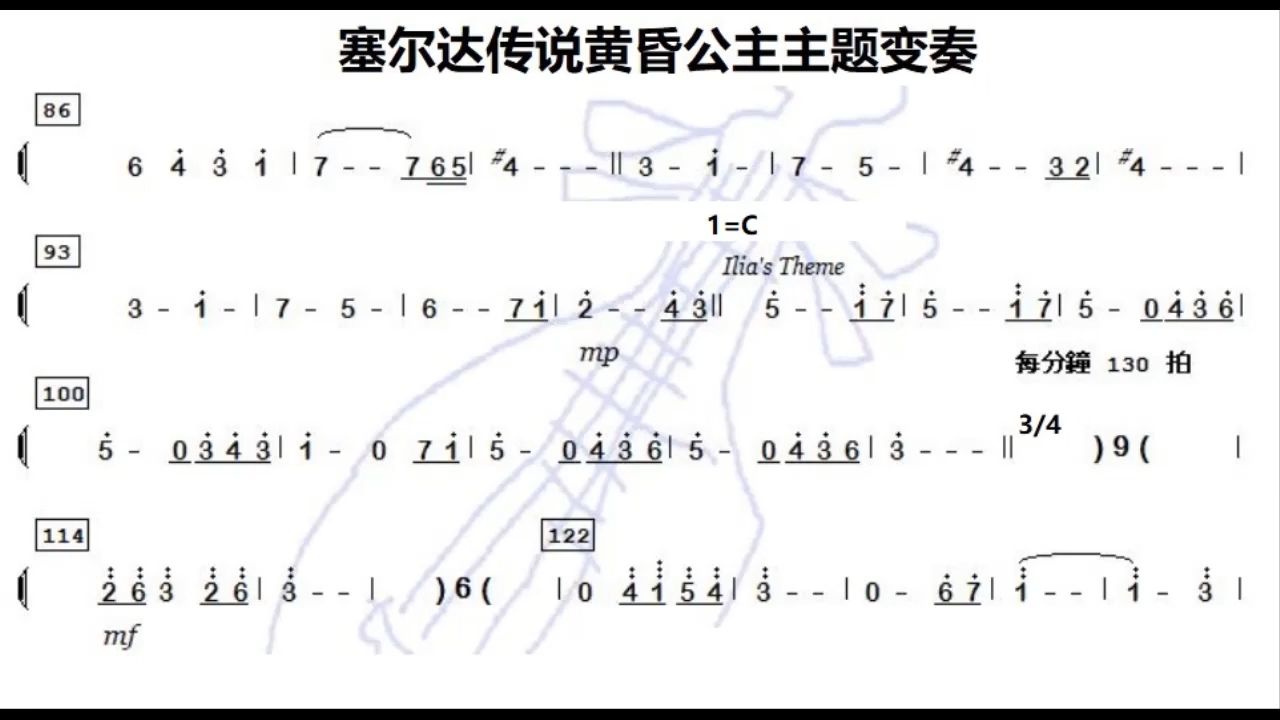 塞尔达传说黄昏公主主题变奏
86
6 4̇ 3̇ 1̇ | 7 - - 7 6 5 | #4 - - - || 3 - 1̇ - | 7 - 5 - | #4 - - 3 2 | #4 - - - |
1=C
93
Ilia's Theme
3 - 1̇ - | 7 - 5 - | 6 - - 7 1̇ | 2̇ - - 4̇ 3̇ || 5̇ - - 1̈ 7̇ | 5̇ - - 1̈ 7̇ | 5̇ - 0 4̇ 3̇ 6̇ |
mp
每分鐘 130 拍
100
3/4
5̇ - 0 3̇ 4̇ 3̇ | 1̇ - 0 7 1̇ | 5̇ - 0 4̇ 3̇ 6̇ | 5̇ - 0 4̇ 3̇ 6̇ | 3̇ - - - || ) 9 ( |
114
122
2̈ 6̈ 3̈ 2̈ 6̈ | 3̈ - - | ) 6 ( | 0 4̈ 1⃛ 5̈ 4̈ | 3̈ - - | 0 - 6̇ 7̇ | 1̈ - - | 1̈ - 3̈ |
mf